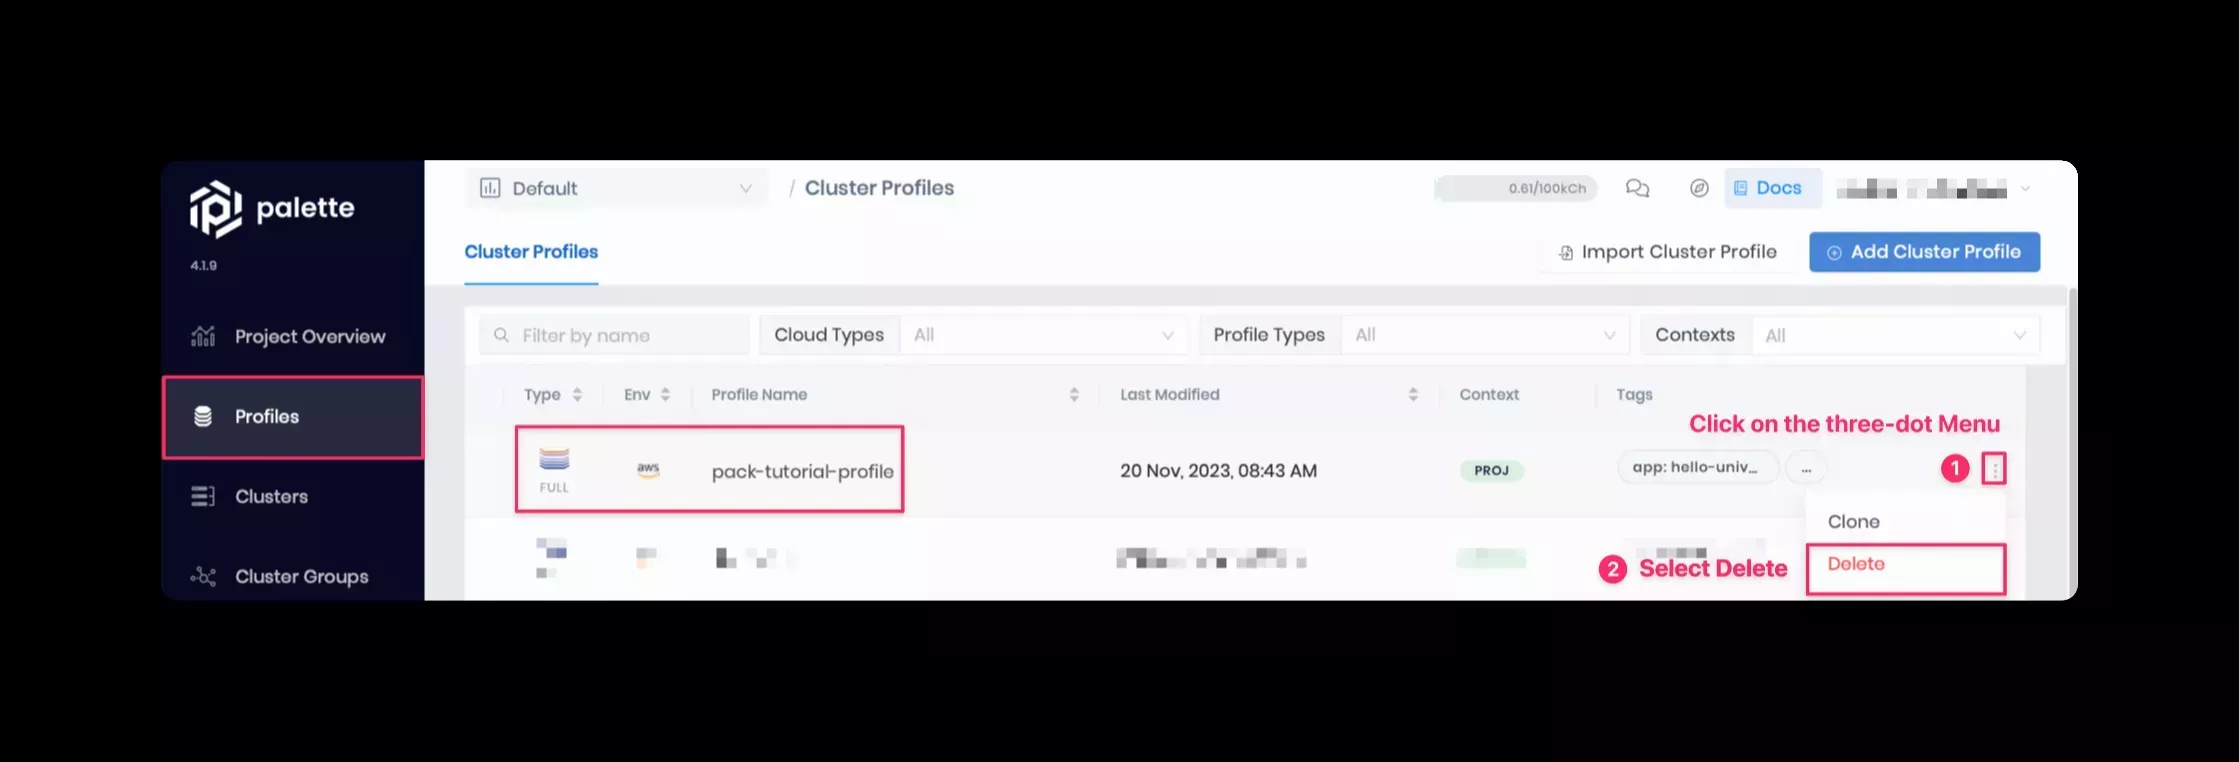 palette
4.1.9
Project Overview
Profiles
Clusters
Cluster Groups
Default / Cluster Profiles
0.61/100kCh
Docs
Cluster Profiles
Import Cluster Profile
Add Cluster Profile
Filter by name
Cloud Types All
Profile Types All
Contexts All
Type Env Profile Name Last Modified Context Tags
Click on the three-dot Menu
FULL aws pack-tutorial-profile 20 Nov, 2023, 08:43 AM PROJ app: hello-univ... ... 1
Clone
2 Select Delete
Delete